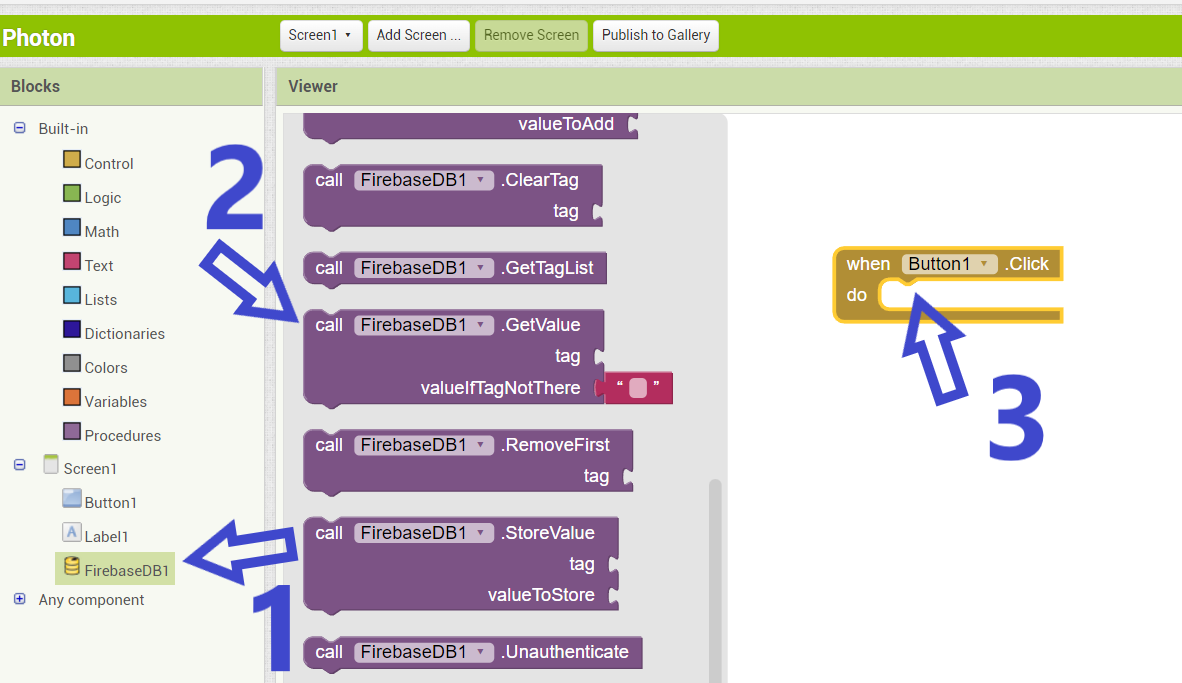 Photon
Screen1 Add Screen ... Remove Screen Publish to Gallery
Blocks
Viewer
Built-in
Control
Logic
Math
Text
Lists
Dictionaries
Colors
Variables
Procedures
Screen1
Button1
Label1
FirebaseDB1
Any component
valueToAdd
call FirebaseDB1 .ClearTag
tag
call FirebaseDB1 .GetTagList
call FirebaseDB1 .GetValue
tag
valueIfTagNotThere “ ”
call FirebaseDB1 .RemoveFirst
tag
call FirebaseDB1 .StoreValue
tag
valueToStore
call FirebaseDB1 .Unauthenticate
when Button1 .Click
do
1
2
3